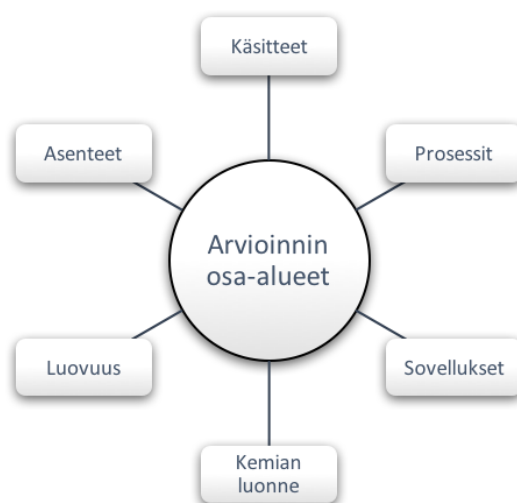 Käsitteet
Asenteet
Prosessit
Arvioinnin
osa-alueet
Luovuus
Sovellukset
Kemian
luonne